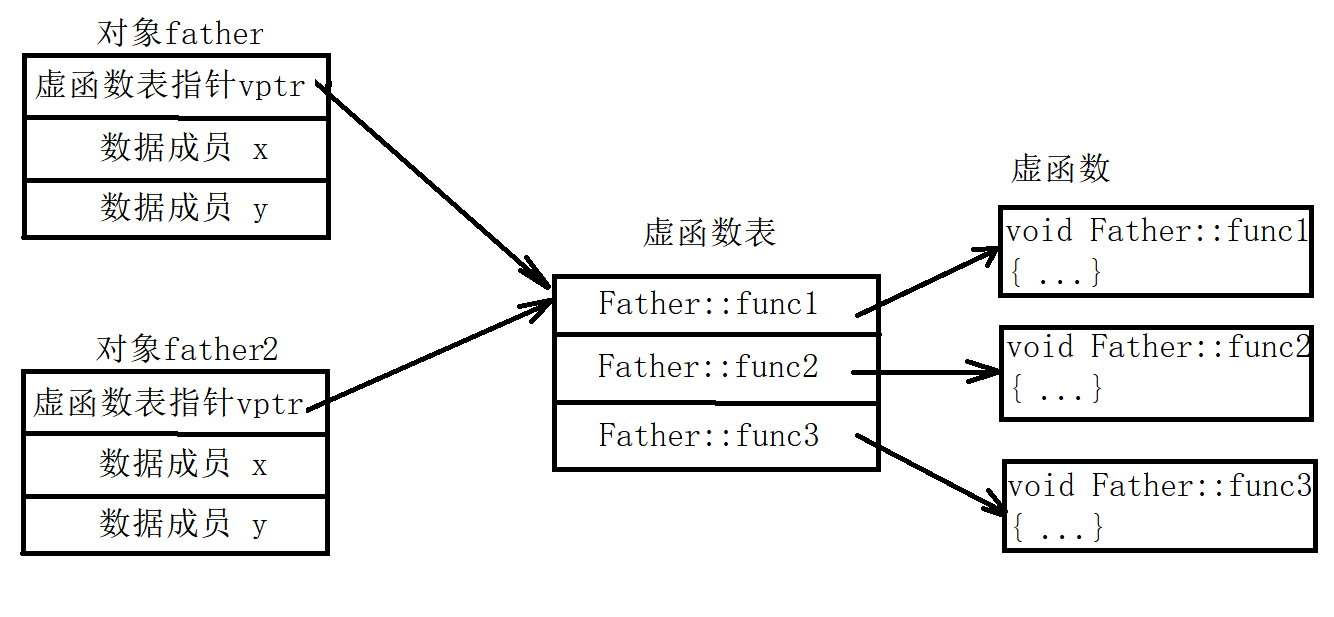 对象father
虚函数表指针vptr
数据成员 x
数据成员 y
对象father2
虚函数表指针vptr
数据成员 x
数据成员 y
虚函数表
Father::func1
Father::func2
Father::func3
虚函数
void Father::func1
{ ...}
void Father::func2
{ ...}
void Father::func3
{ ...}